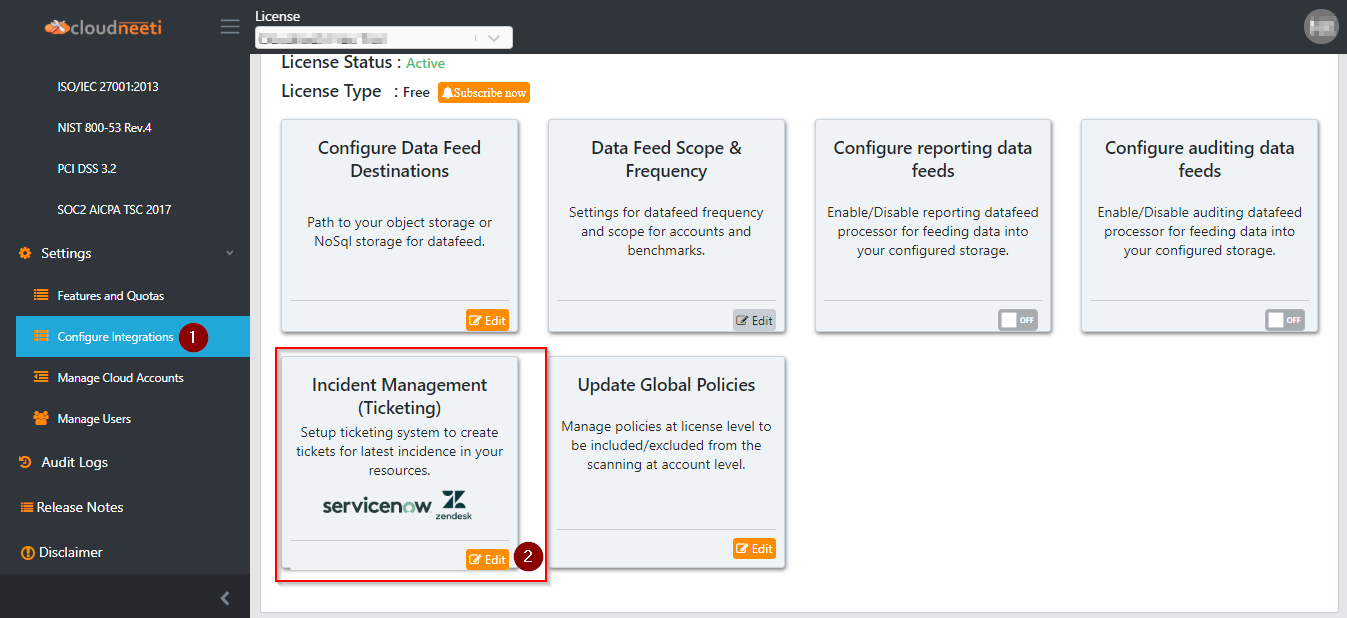 cloudneeti
License
ISO/IEC 27001:2013
NIST 800-53 Rev.4
PCI DSS 3.2
SOC2 AICPA TSC 2017
Settings
Features and Quotas
Configure Integrations 1
Manage Cloud Accounts
Manage Users
Audit Logs
Release Notes
Disclaimer
License Status : Active
License Type : Free Subscribe now
Configure Data Feed
Destinations
Path to your object storage or
NoSql storage for datafeed.
Edit
Data Feed Scope &
Frequency
Settings for datafeed frequency
and scope for accounts and
benchmarks.
Edit
Configure reporting data
feeds
Enable/Disable reporting datafeed
processor for feeding data into
your configured storage.
OFF
Configure auditing data
feeds
Enable/Disable auditing datafeed
processor for feeding data into
your configured storage.
OFF
Incident Management
(Ticketing)
Setup ticketing system to create
tickets for latest incidence in your
resources.
servicenow zendesk
Edit 2
Update Global Policies
Manage policies at license level to
be included/excluded from the
scanning at account level.
Edit